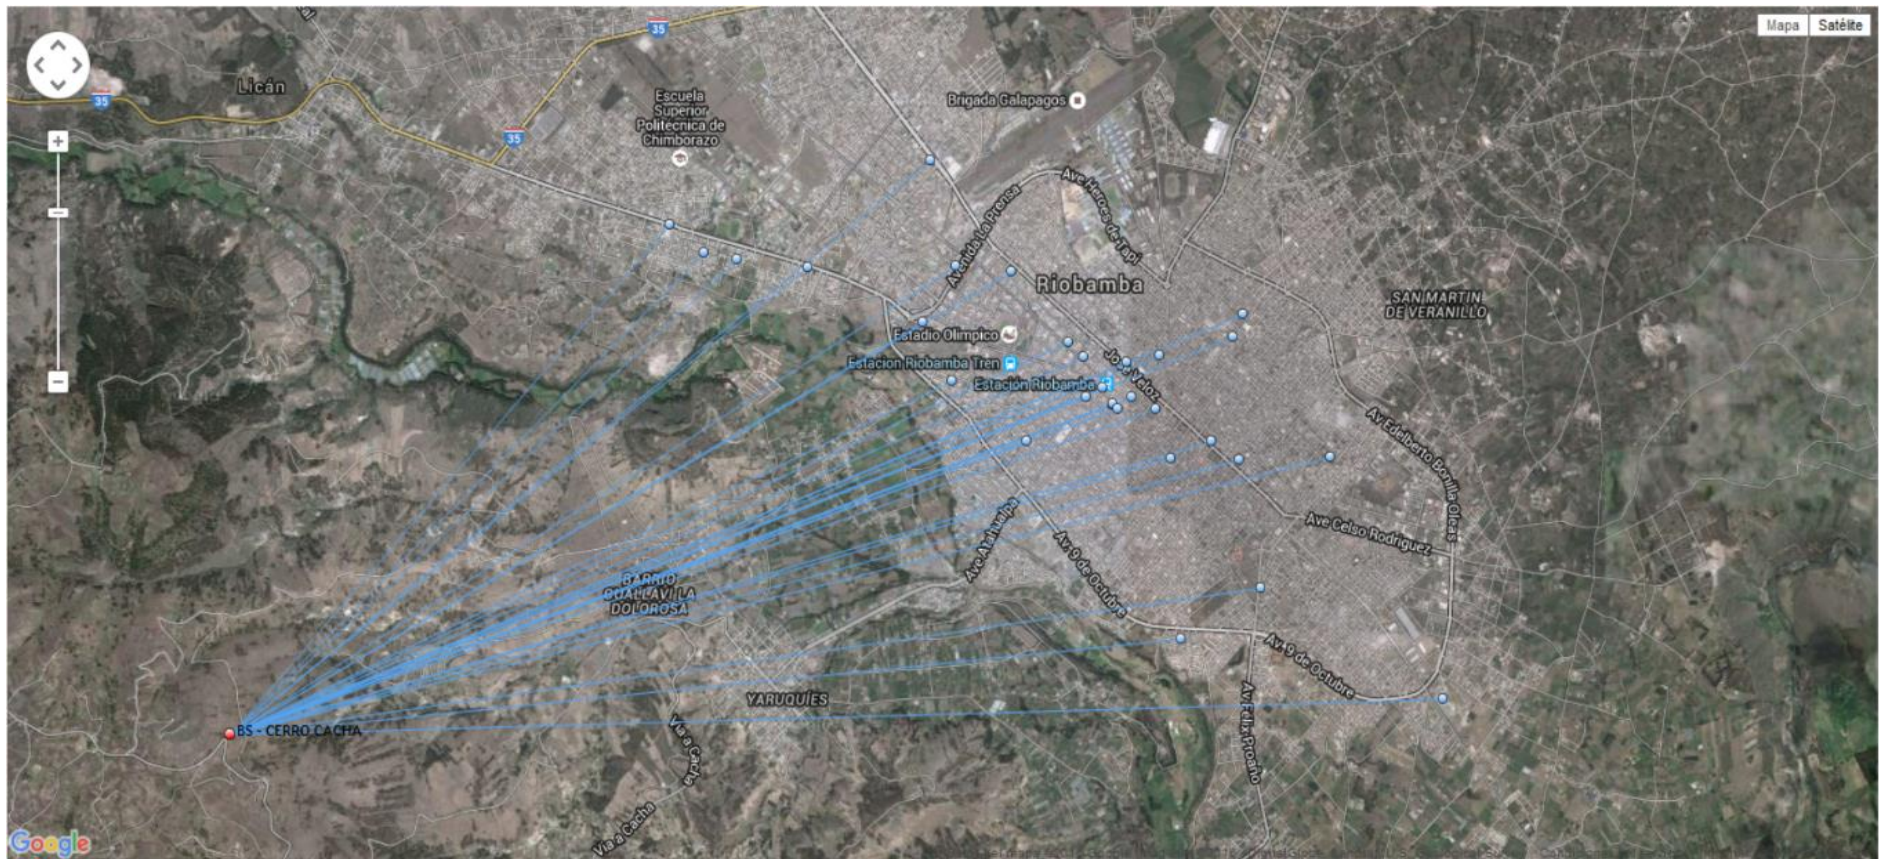 35
Mapa
Satélite
Licán
35
Escuela
Superior
Politecnica de
Chimborazo
Brigada Galapagos
35
Ave Heroes de Tapi
Avenida La Prensa
Riobamba
SAN MARTIN
DE VERANILLO
Estadio Olimpico
Estacion Riobamba Tren
Jose Veloz
Estación Riobamba
Av Edelberto Bonilla Oleas
Ave Atahualpa
Ave Celso Rodriguez
Av. 9 de Octubre
BARRIO
GUALLAVI LA
DOLOROSA
Av. 9 de Octubre
YARUQUÍES
Av Felix Proaño
BS - CERRO CACHA
Via a Cacha
Via a Cacha
Google